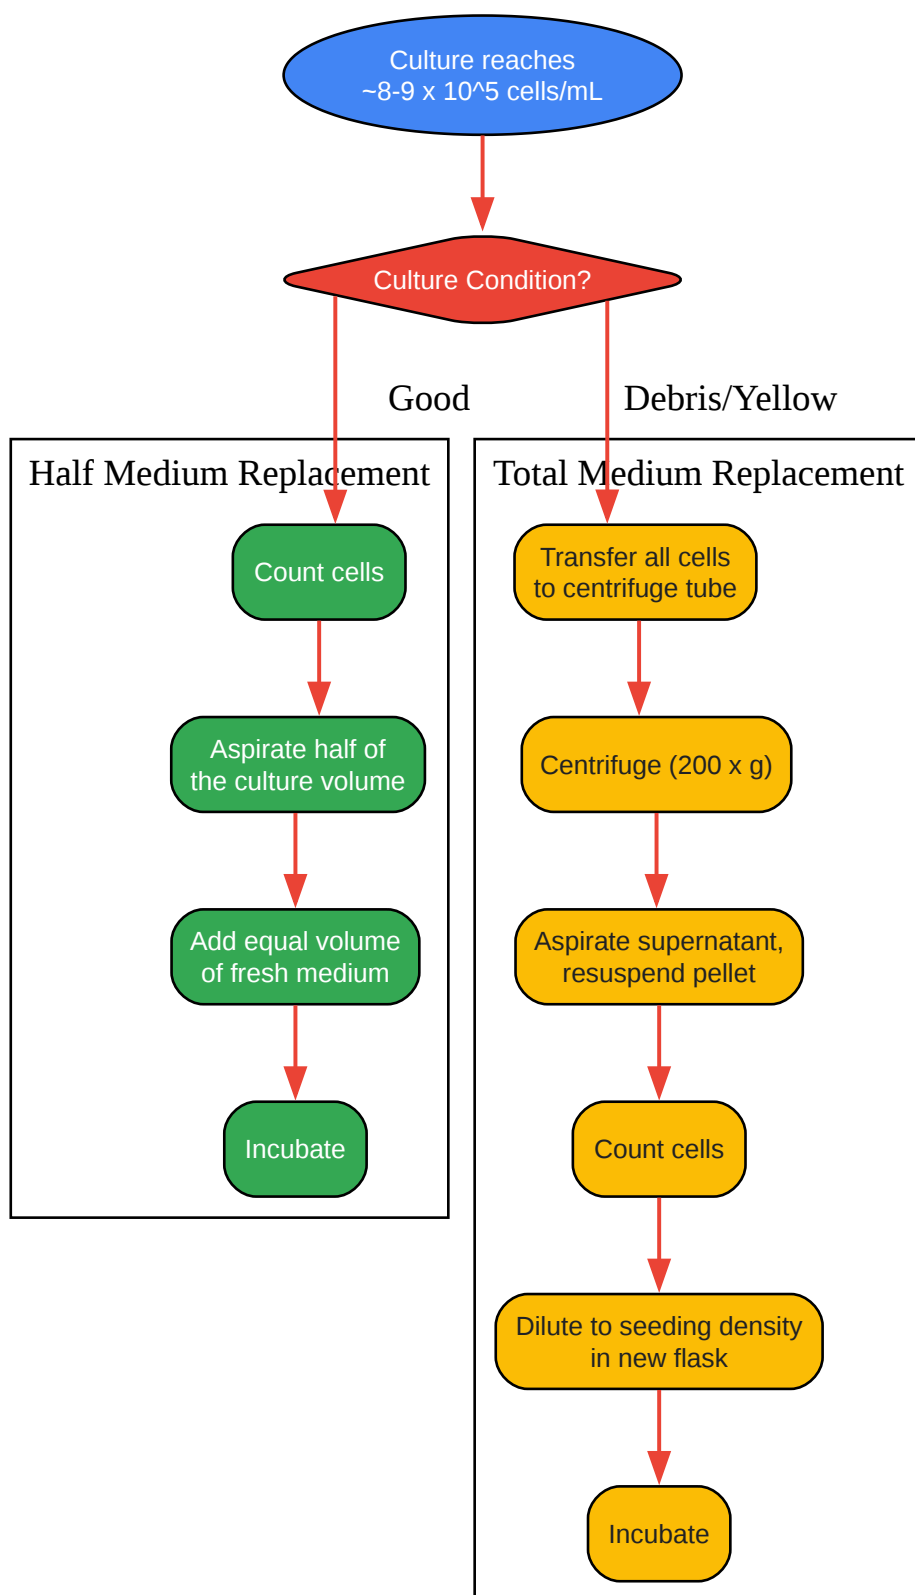 Culture reaches
~8-9 x 10^5 cells/mL
Culture Condition?
Good
Debris/Yellow
Half Medium Replacement
Count cells
Aspirate half of
the culture volume
Add equal volume
of fresh medium
Incubate
Total Medium Replacement
Transfer all cells
to centrifuge tube
Centrifuge (200 x g)
Aspirate supernatant,
resuspend pellet
Count cells
Dilute to seeding density
in new flask
Incubate